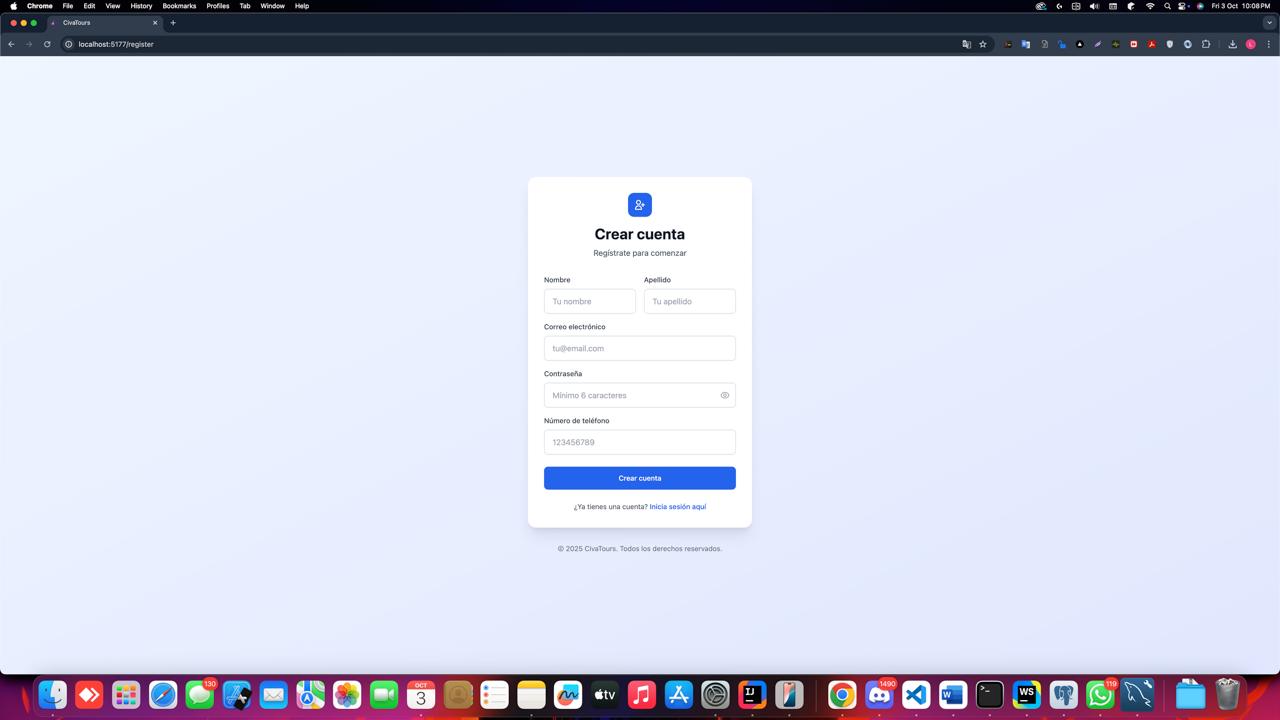 Chrome File Edit View History Bookmarks Profiles Tab Window Help
Fri 3 Oct 10:08 PM
CivaTours
localhost:5177/register
L
Crear cuenta
Regístrate para comenzar
Nombre Apellido
Tu nombre Tu apellido
Correo electrónico
tu@email.com
Contraseña
Mínimo 6 caracteres
Número de teléfono
123456789
Crear cuenta
¿Ya tienes una cuenta? Inicia sesión aquí
© 2025 CivaTours. Todos los derechos reservados.
130
OCT
3
tv
IJ
1490
W
WS
119